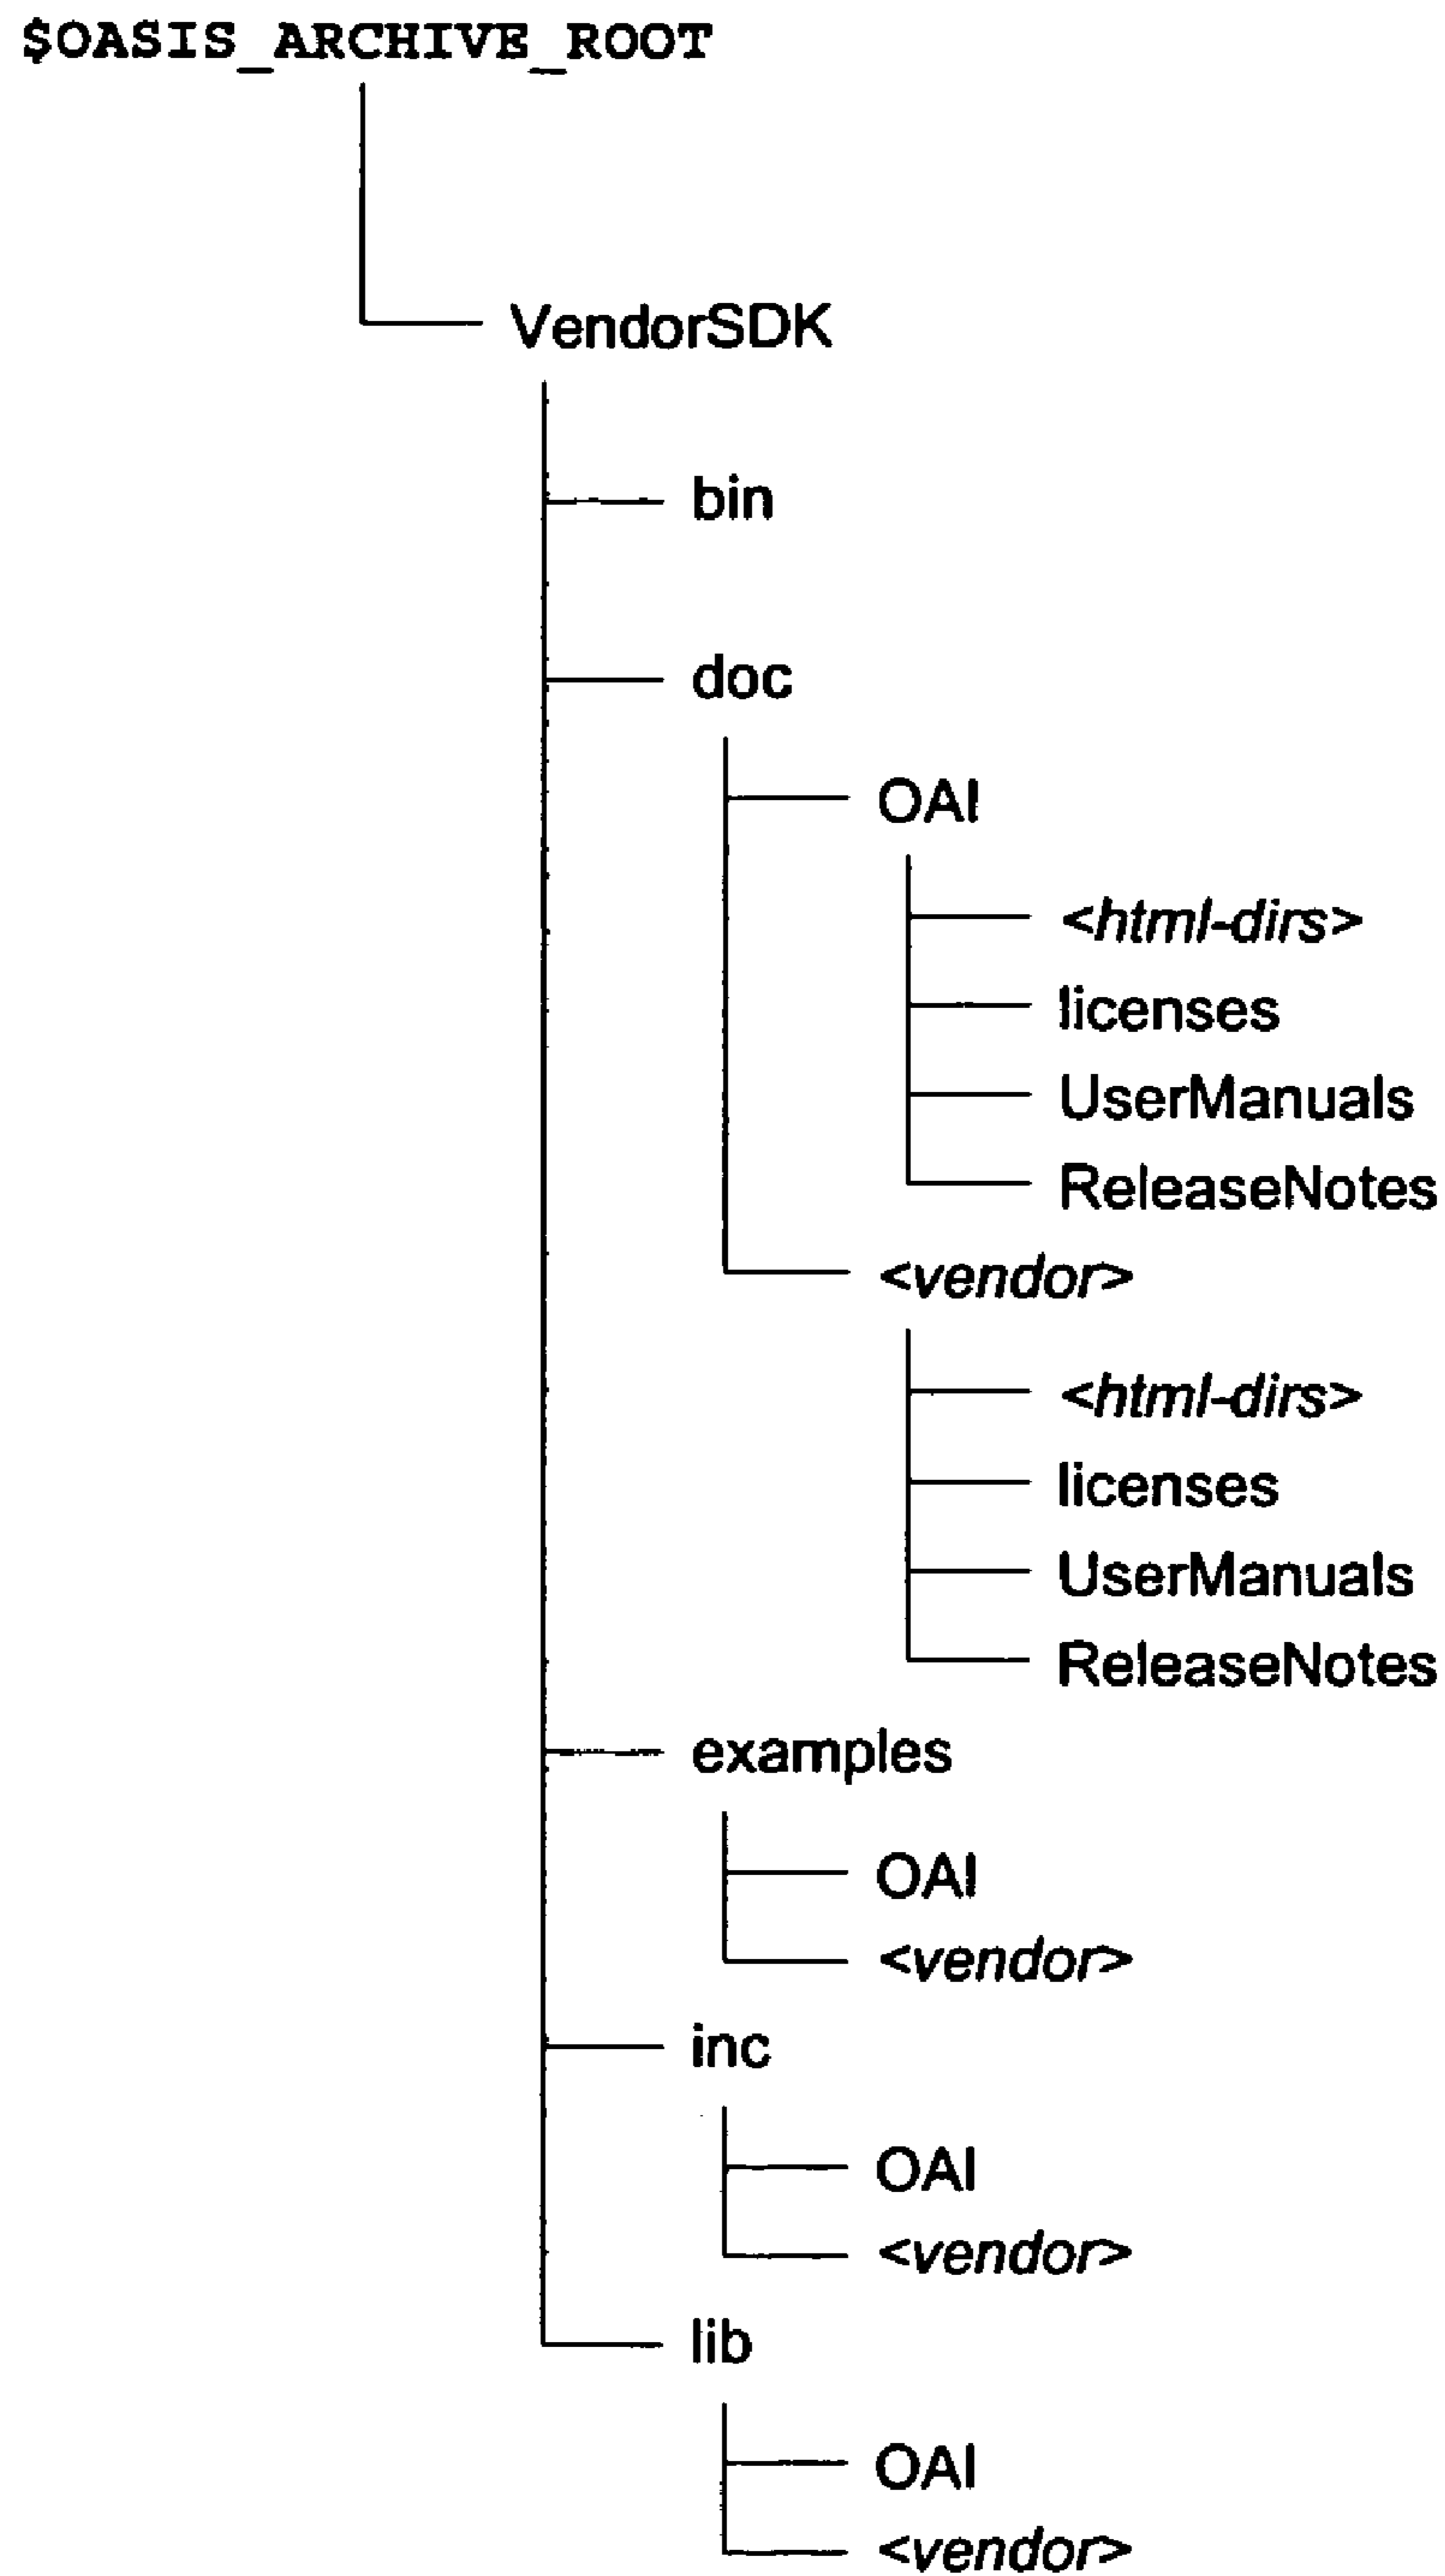 $OASIS_ARCHIVE_ROOT
VendorSDK
bin
doc
OAI
<html-dirs>
licenses
UserManuals
ReleaseNotes
<vendor>
<html-dirs>
licenses
UserManuals
ReleaseNotes
examples
OAI
<vendor>
inc
OAI
<vendor>
lib
OAI
<vendor>